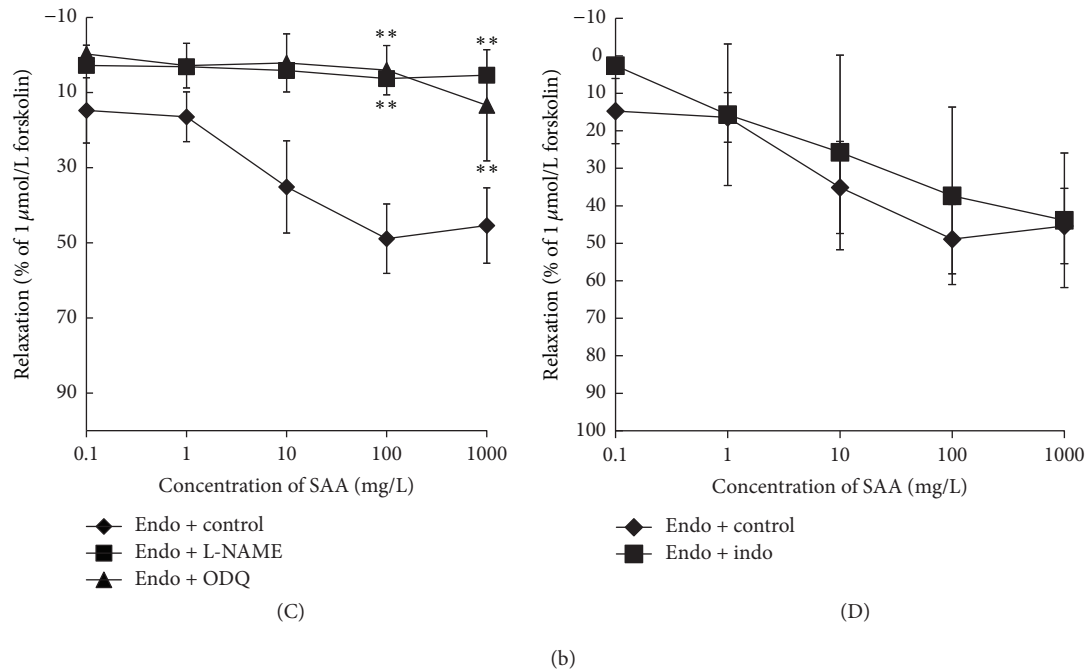 −10
10
30
50
70
90
Relaxation (% of 1 μmol/L forskolin)
**
**
**
**
0.1 1 10 100 1000
Concentration of SAA (mg/L)
Endo + control
Endo + L-NAME
Endo + ODQ
(C)
−10
0
10
20
30
40
50
60
70
80
90
100
Relaxation (% of 1 μmol/L forskolin)
0.1 1 10 100 1000
Concentration of SAA (mg/L)
Endo + control
Endo + indo
(D)
(b)